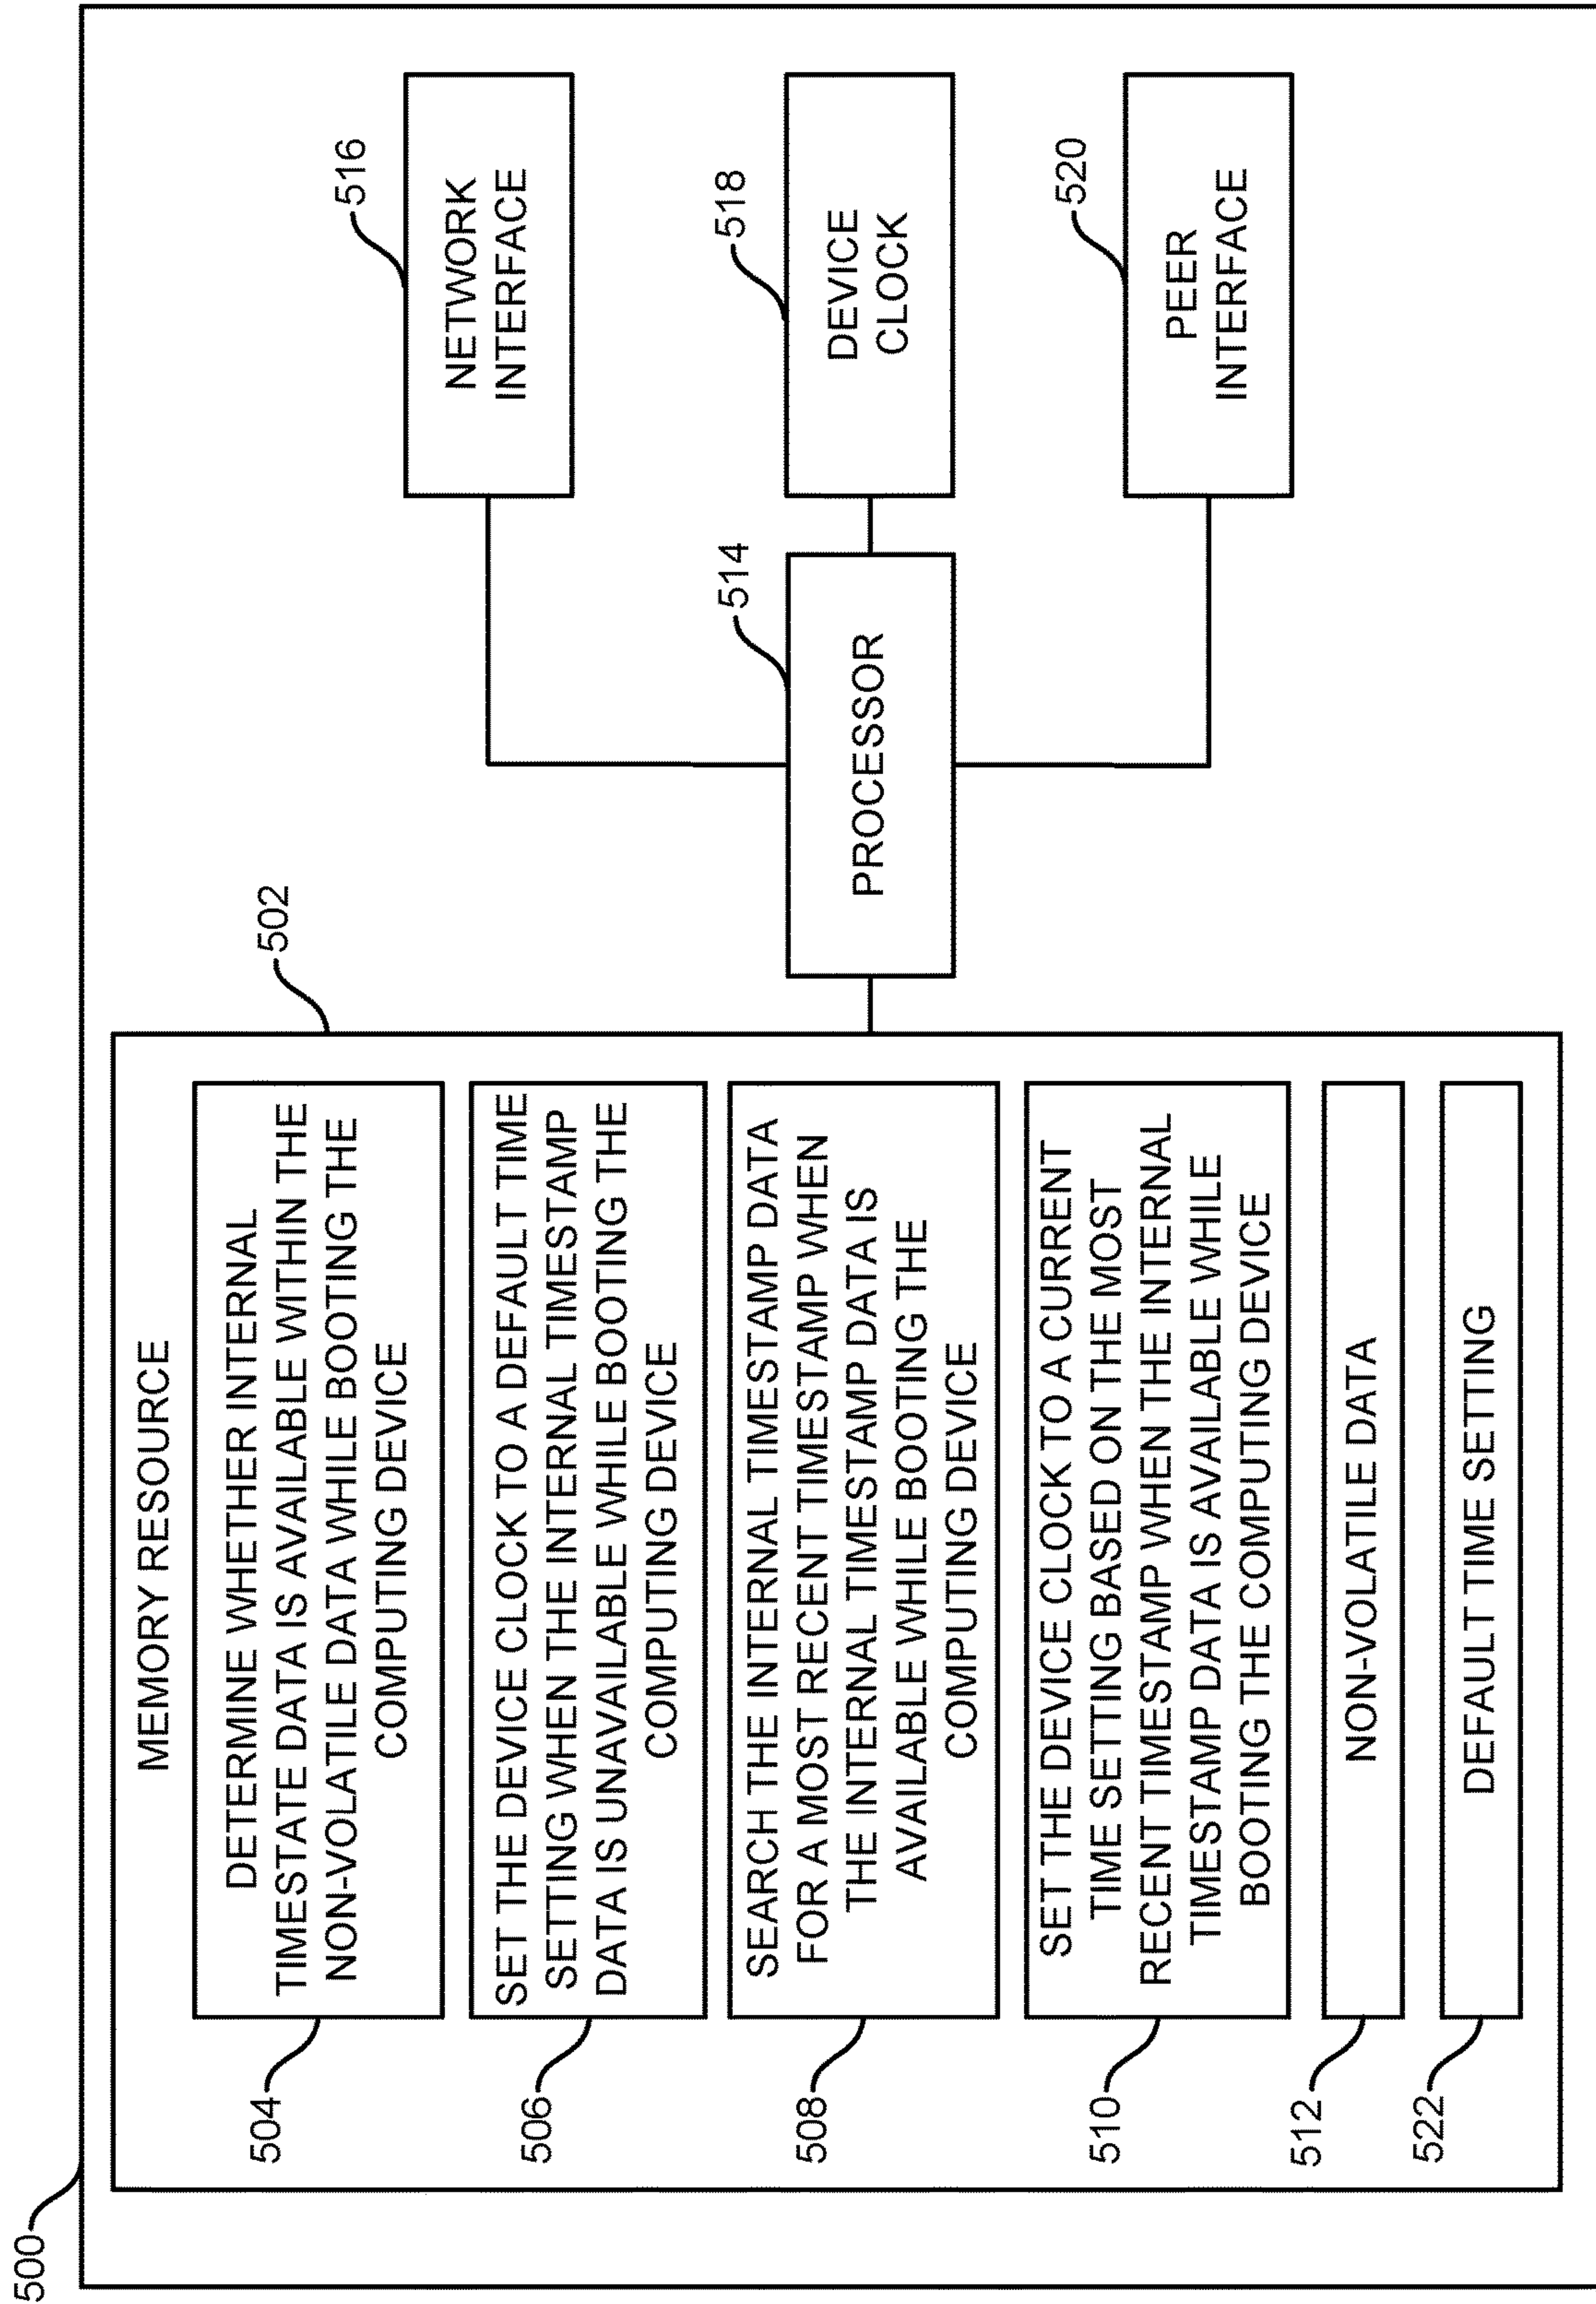 500
502
MEMORY RESOURCE
504
DETERMINE WHETHER INTERNAL
TIMESTATE DATA IS AVAILABLE WITHIN THE
NON-VOLATILE DATA WHILE BOOTING THE
COMPUTING DEVICE
506
SET THE DEVICE CLOCK TO A DEFAULT TIME
SETTING WHEN THE INTERNAL TIMESTAMP
DATA IS UNAVAILABLE WHILE BOOTING THE
COMPUTING DEVICE
508
SEARCH THE INTERNAL TIMESTAMP DATA
FOR A MOST RECENT TIMESTAMP WHEN
THE INTERNAL TIMESTAMP DATA IS
AVAILABLE WHILE BOOTING THE
COMPUTING DEVICE
510
SET THE DEVICE CLOCK TO A CURRENT
TIME SETTING BASED ON THE MOST
RECENT TIMESTAMP WHEN THE INTERNAL
TIMESTAMP DATA IS AVAILABLE WHILE
BOOTING THE COMPUTING DEVICE
512
NON-VOLATILE DATA
522
DEFAULT TIME SETTING
514
PROCESSOR
516
NETWORK
INTERFACE
518
DEVICE
CLOCK
520
PEER
INTERFACE